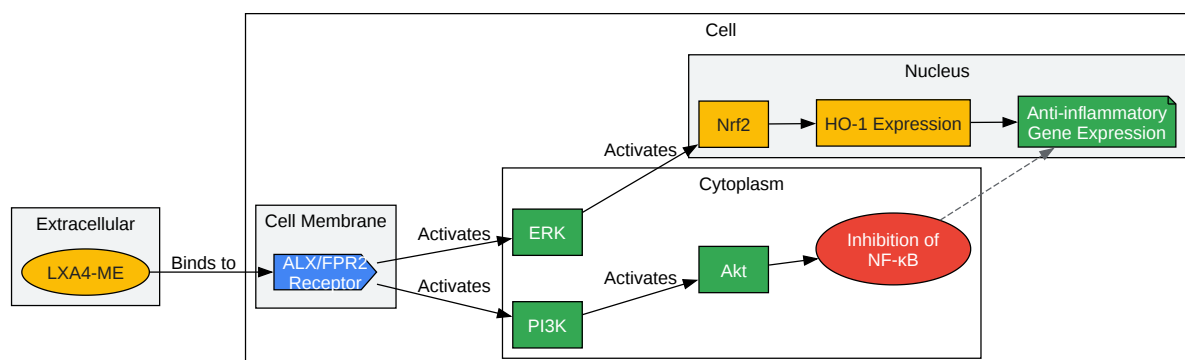 Cell
Nucleus
Nrf2
HO-1 Expression
Anti-inflammatory
Gene Expression
Activates
Cytoplasm
Extracellular
LXA4-ME
Binds to
Cell Membrane
ALX/FPR2
Receptor
Activates
Activates
ERK
PI3K
Activates
Akt
Inhibition of
NF-κB